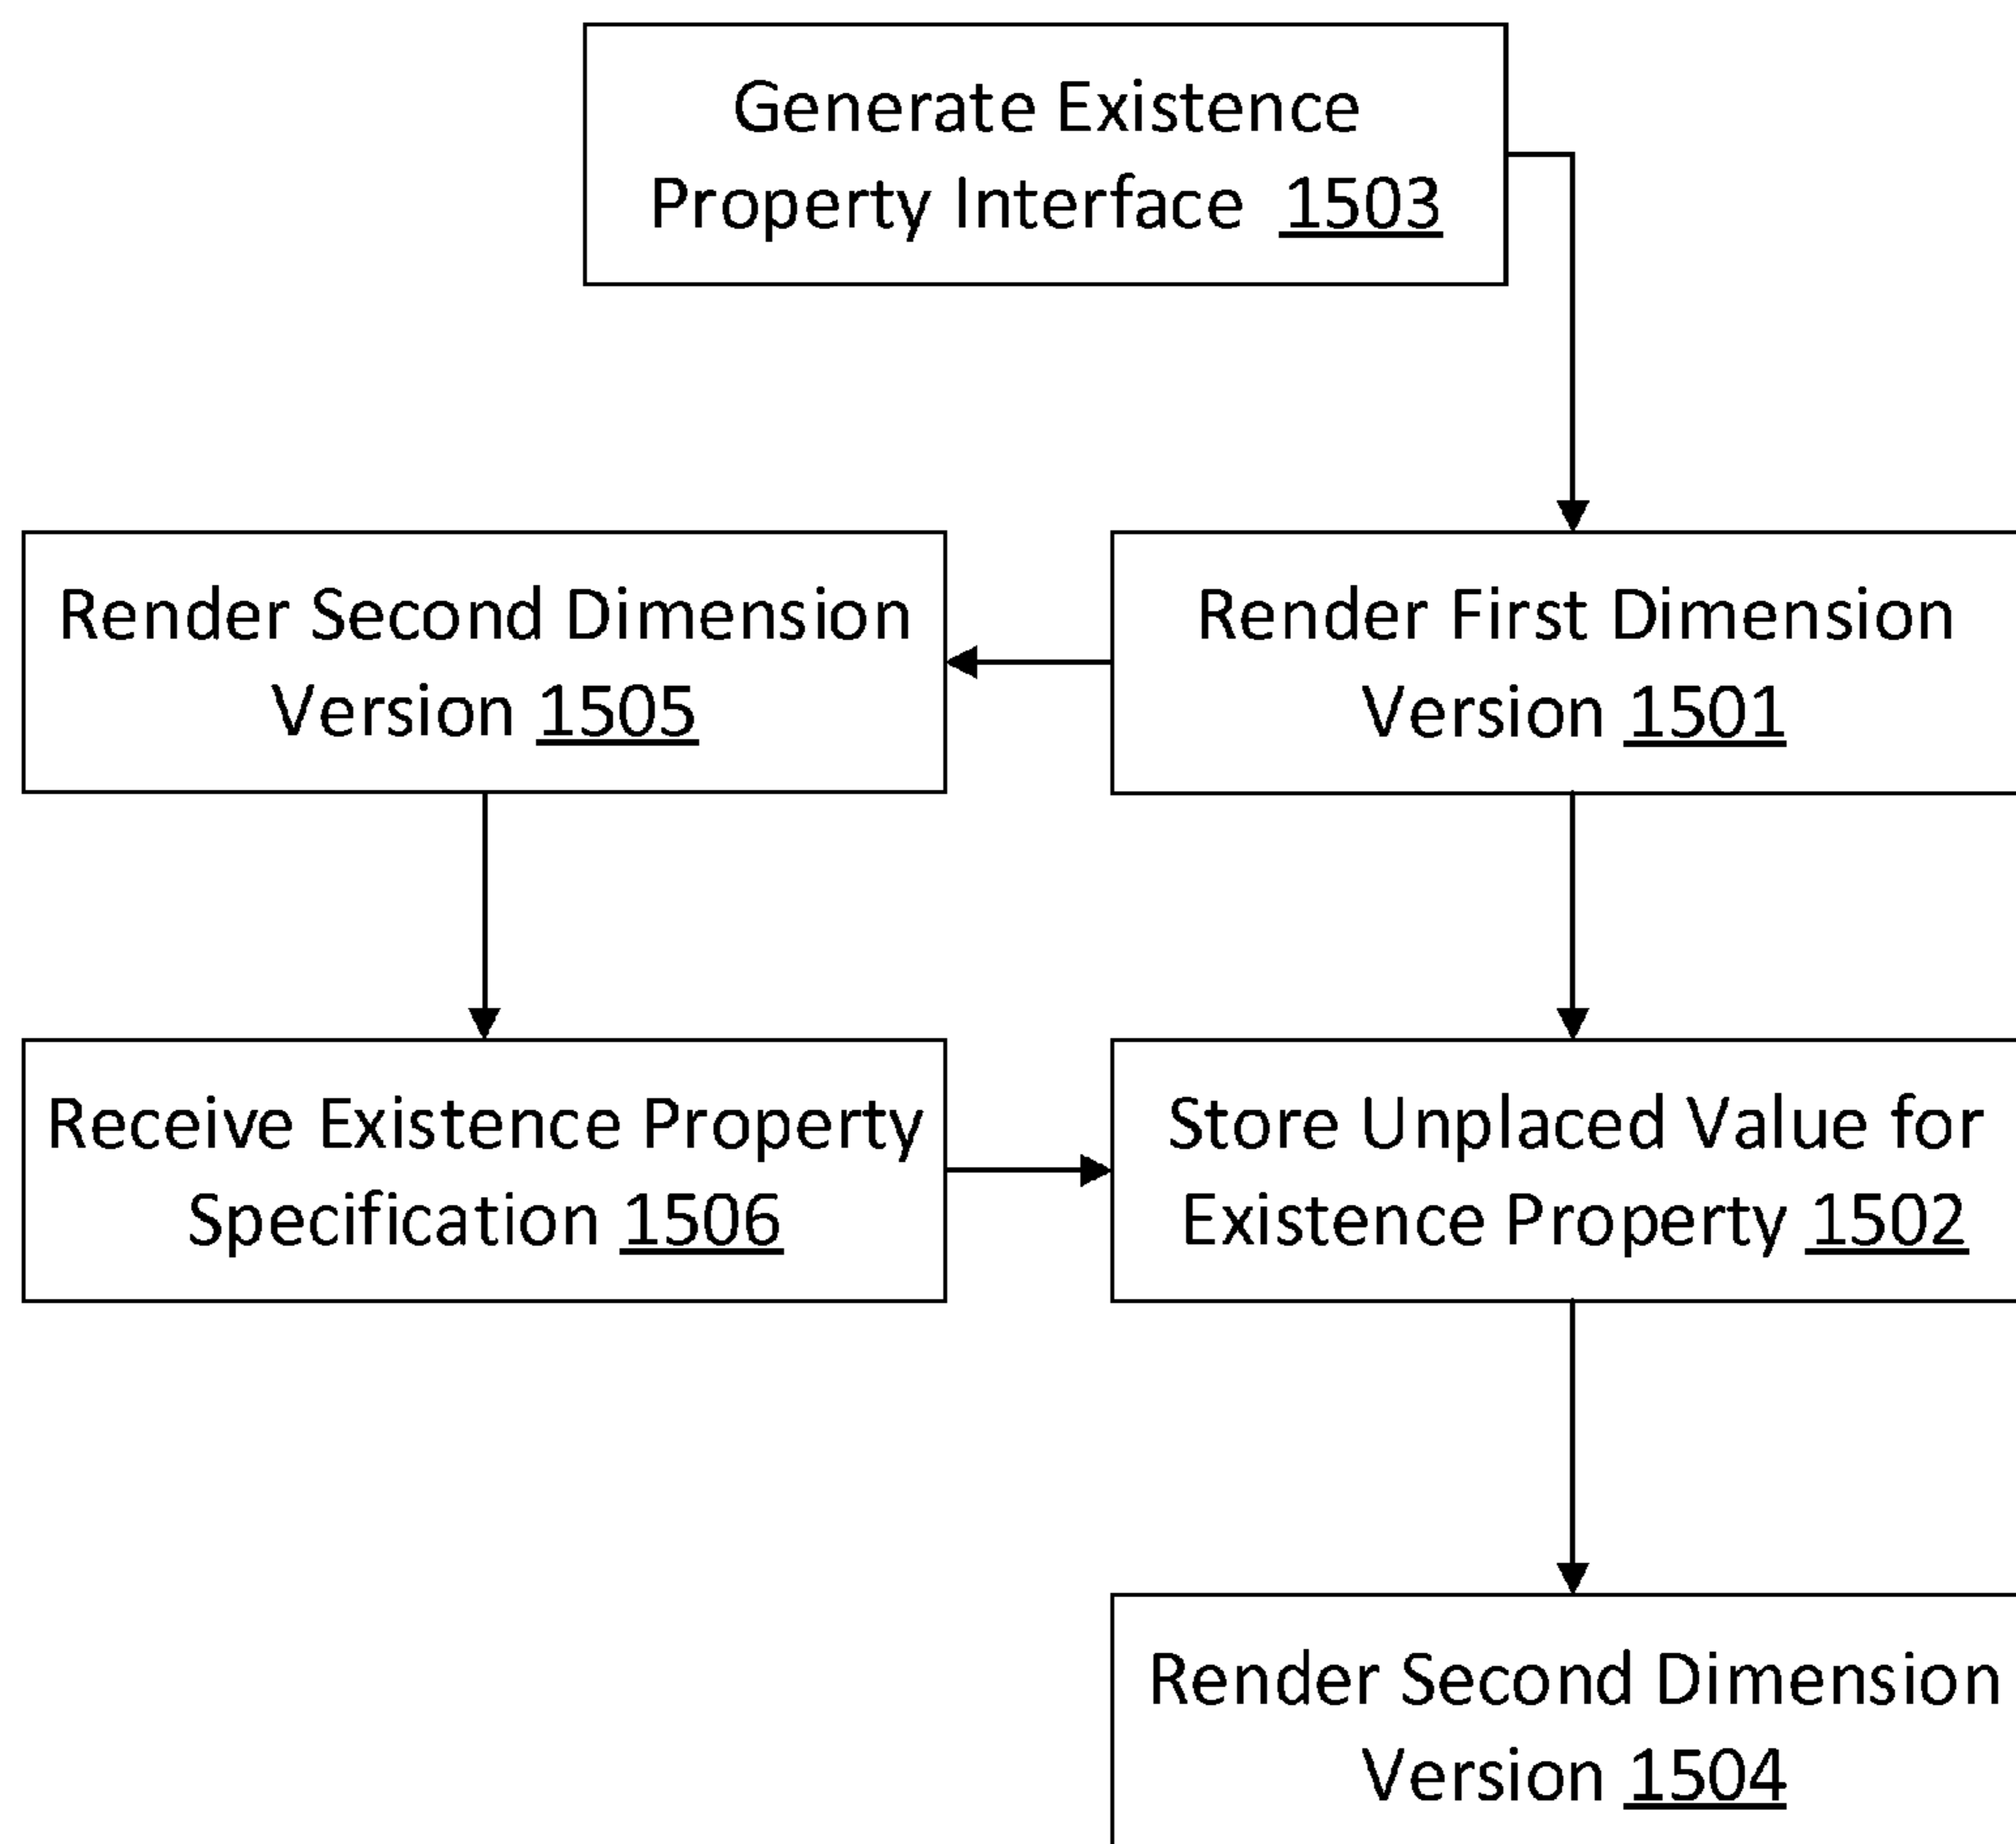 Generate Existence
Property Interface 1503
Render Second Dimension
Version 1505
Render First Dimension
Version 1501
Receive Existence Property
Specification 1506
Store Unplaced Value for
Existence Property 1502
Render Second Dimension
Version 1504